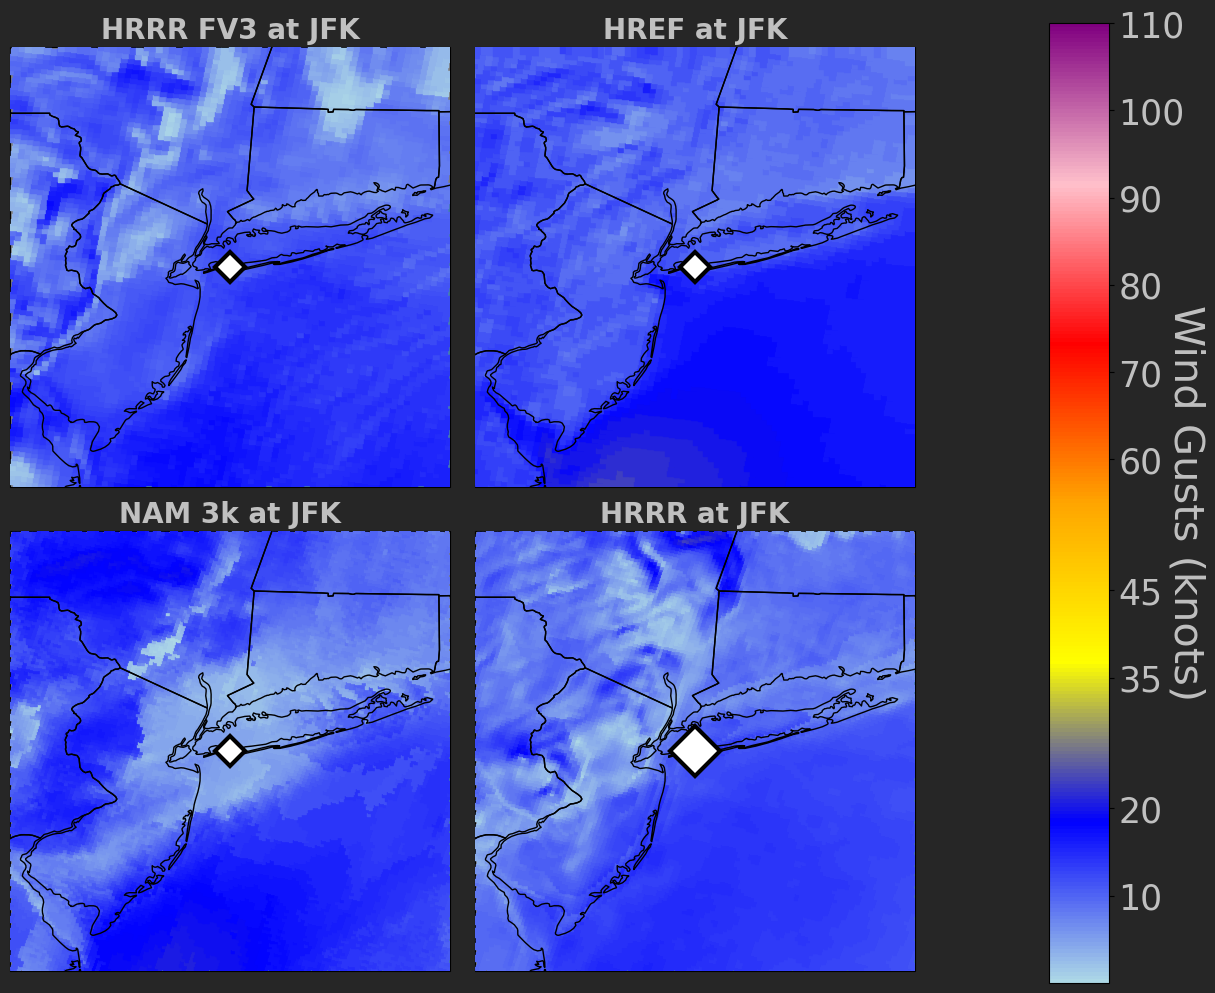 HRRR FV3 at JFK
HREF at JFK
NAM 3k at JFK
HRRR at JFK
110
100
90
80
70
60
45
35
20
10
Wind Gusts (knots)